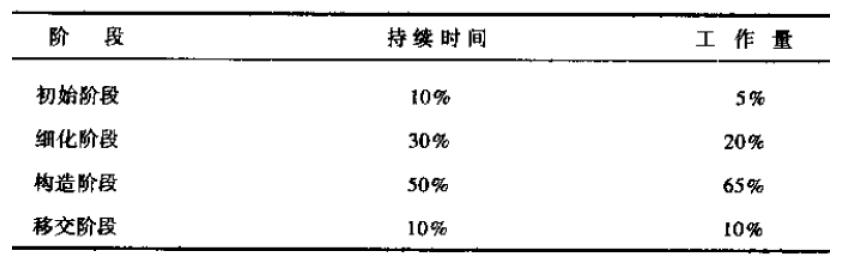 阶 段 持续时间 工 作 量
初始阶段 10% 5%
细化阶段 30% 20%
构造阶段 50% 65%
移交阶段 10% 10%